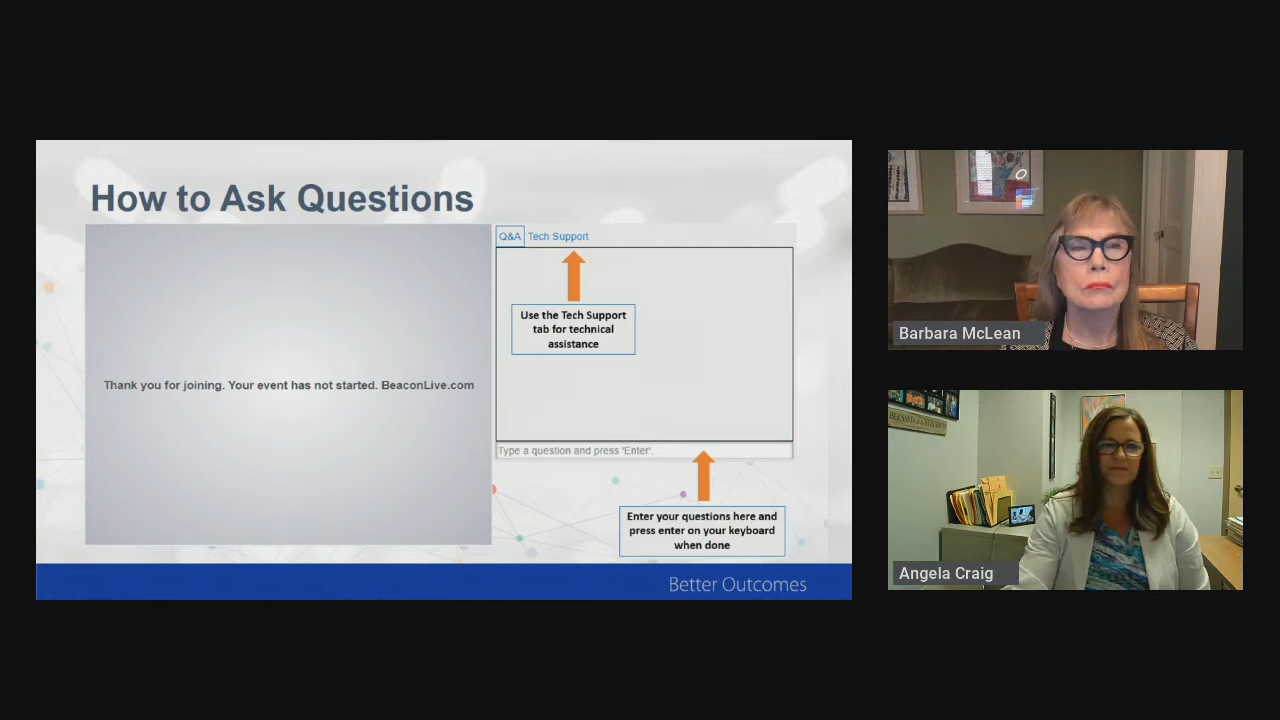 How to Ask Questions
Thank you for joining. Your event has not started. BeaconLive.com
Q&A Tech Support
Use the Tech Support
tab for technical
assistance
Type a question and press 'Enter'.
Enter your questions here and
press enter on your keyboard
when done
Better Outcomes
Barbara McLean
Angela Craig